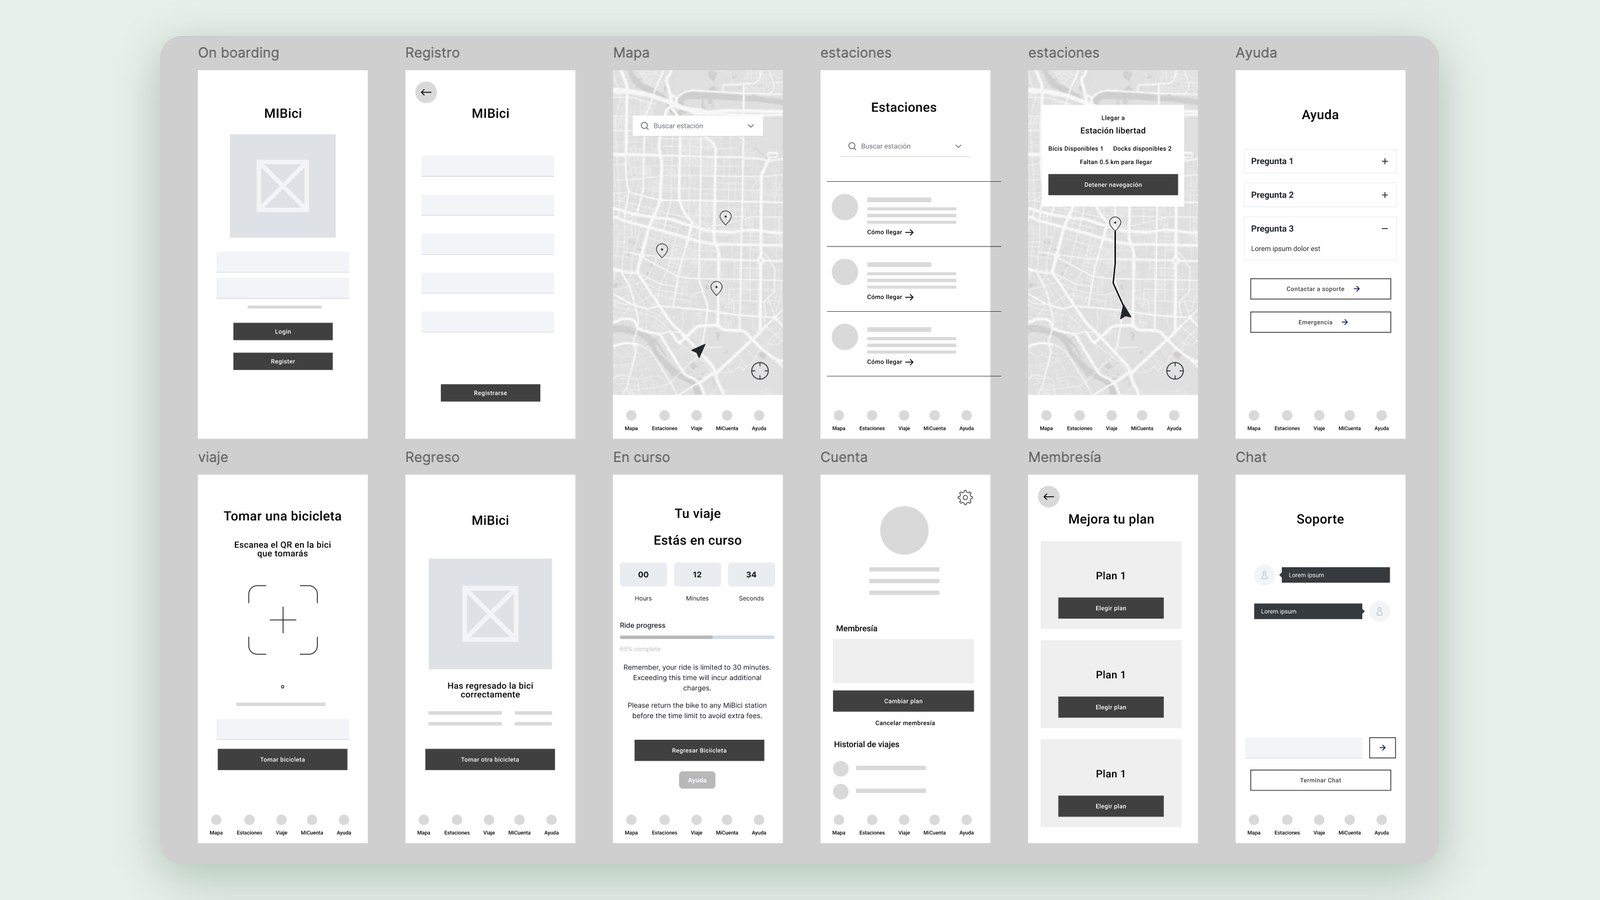 On boarding
MIBici
Login
Register
Registro
MIBici
Registrarse
Mapa
Buscar estación
Mapa Estaciones Viaje MiCuenta Ayuda
estaciones
Estaciones
Buscar estación
Cómo llegar
Cómo llegar
Cómo llegar
Mapa Estaciones Viaje MiCuenta Ayuda
estaciones
Llegar a
Estación libertad
Bicis Disponibles 1 Docks disponibles 2
Faltan 0.5 km para llegar
Detener navegación
Mapa Estaciones Viaje MiCuenta Ayuda
Ayuda
Ayuda
Pregunta 1
Pregunta 2
Pregunta 3
Lorem ipsum dolor est
Contactar a soporte
Emergencia
Mapa Estaciones Viaje MiCuenta Ayuda
viaje
Tomar una bicicleta
Escanea el QR en la bici
que tomarás
o
Tomar bicicleta
Mapa Estaciones Viaje MiCuenta Ayuda
Regreso
MiBici
Has regresado la bici
correctamente
Tomar otra bicicleta
Mapa Estaciones Viaje MiCuenta Ayuda
En curso
Tu viaje
Estás en curso
00 12 34
Hours Minutes Seconds
Ride progress
60% complete
Remember, your ride is limited to 30 minutes.
Exceeding this time will incur additional
charges.
Please return the bike to any MiBici station
before the time limit to avoid extra fees.
Regresar Biciicleta
Ayuda
Mapa Estaciones Viaje MiCuenta Ayuda
Cuenta
Membresía
Cambiar plan
Cancelar membresía
Historial de viajes
Mapa Estaciones Viaje MiCuenta Ayuda
Membresía
Mejora tu plan
Plan 1
Elegir plan
Plan 1
Elegir plan
Plan 1
Elegir plan
Chat
Soporte
Lorem ipsum
Lorem ipsum
Terminar Chat
Mapa Estaciones Viaje MiCuenta Ayuda